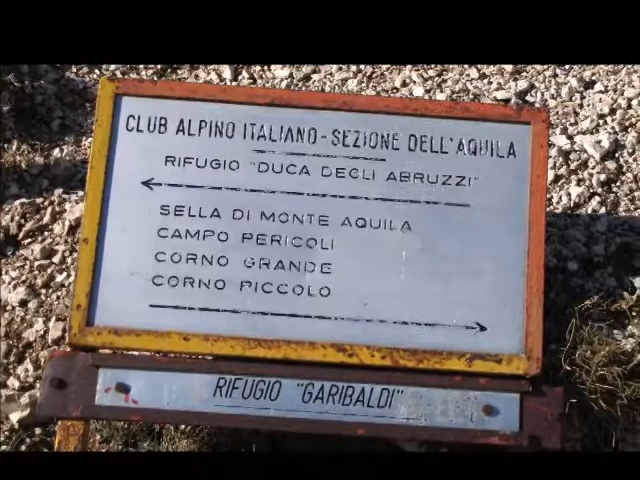 CLUB ALPINO ITALIANO - SEZIONE DELL'AQUILA
RIFUGIO "DUCA DEGLI ABRUZZI"
SELLA DI MONTE AQUILA
CAMPO PERICOLI
CORNO GRANDE
CORNO PICCOLO
RIFUGIO "GARIBALDI"